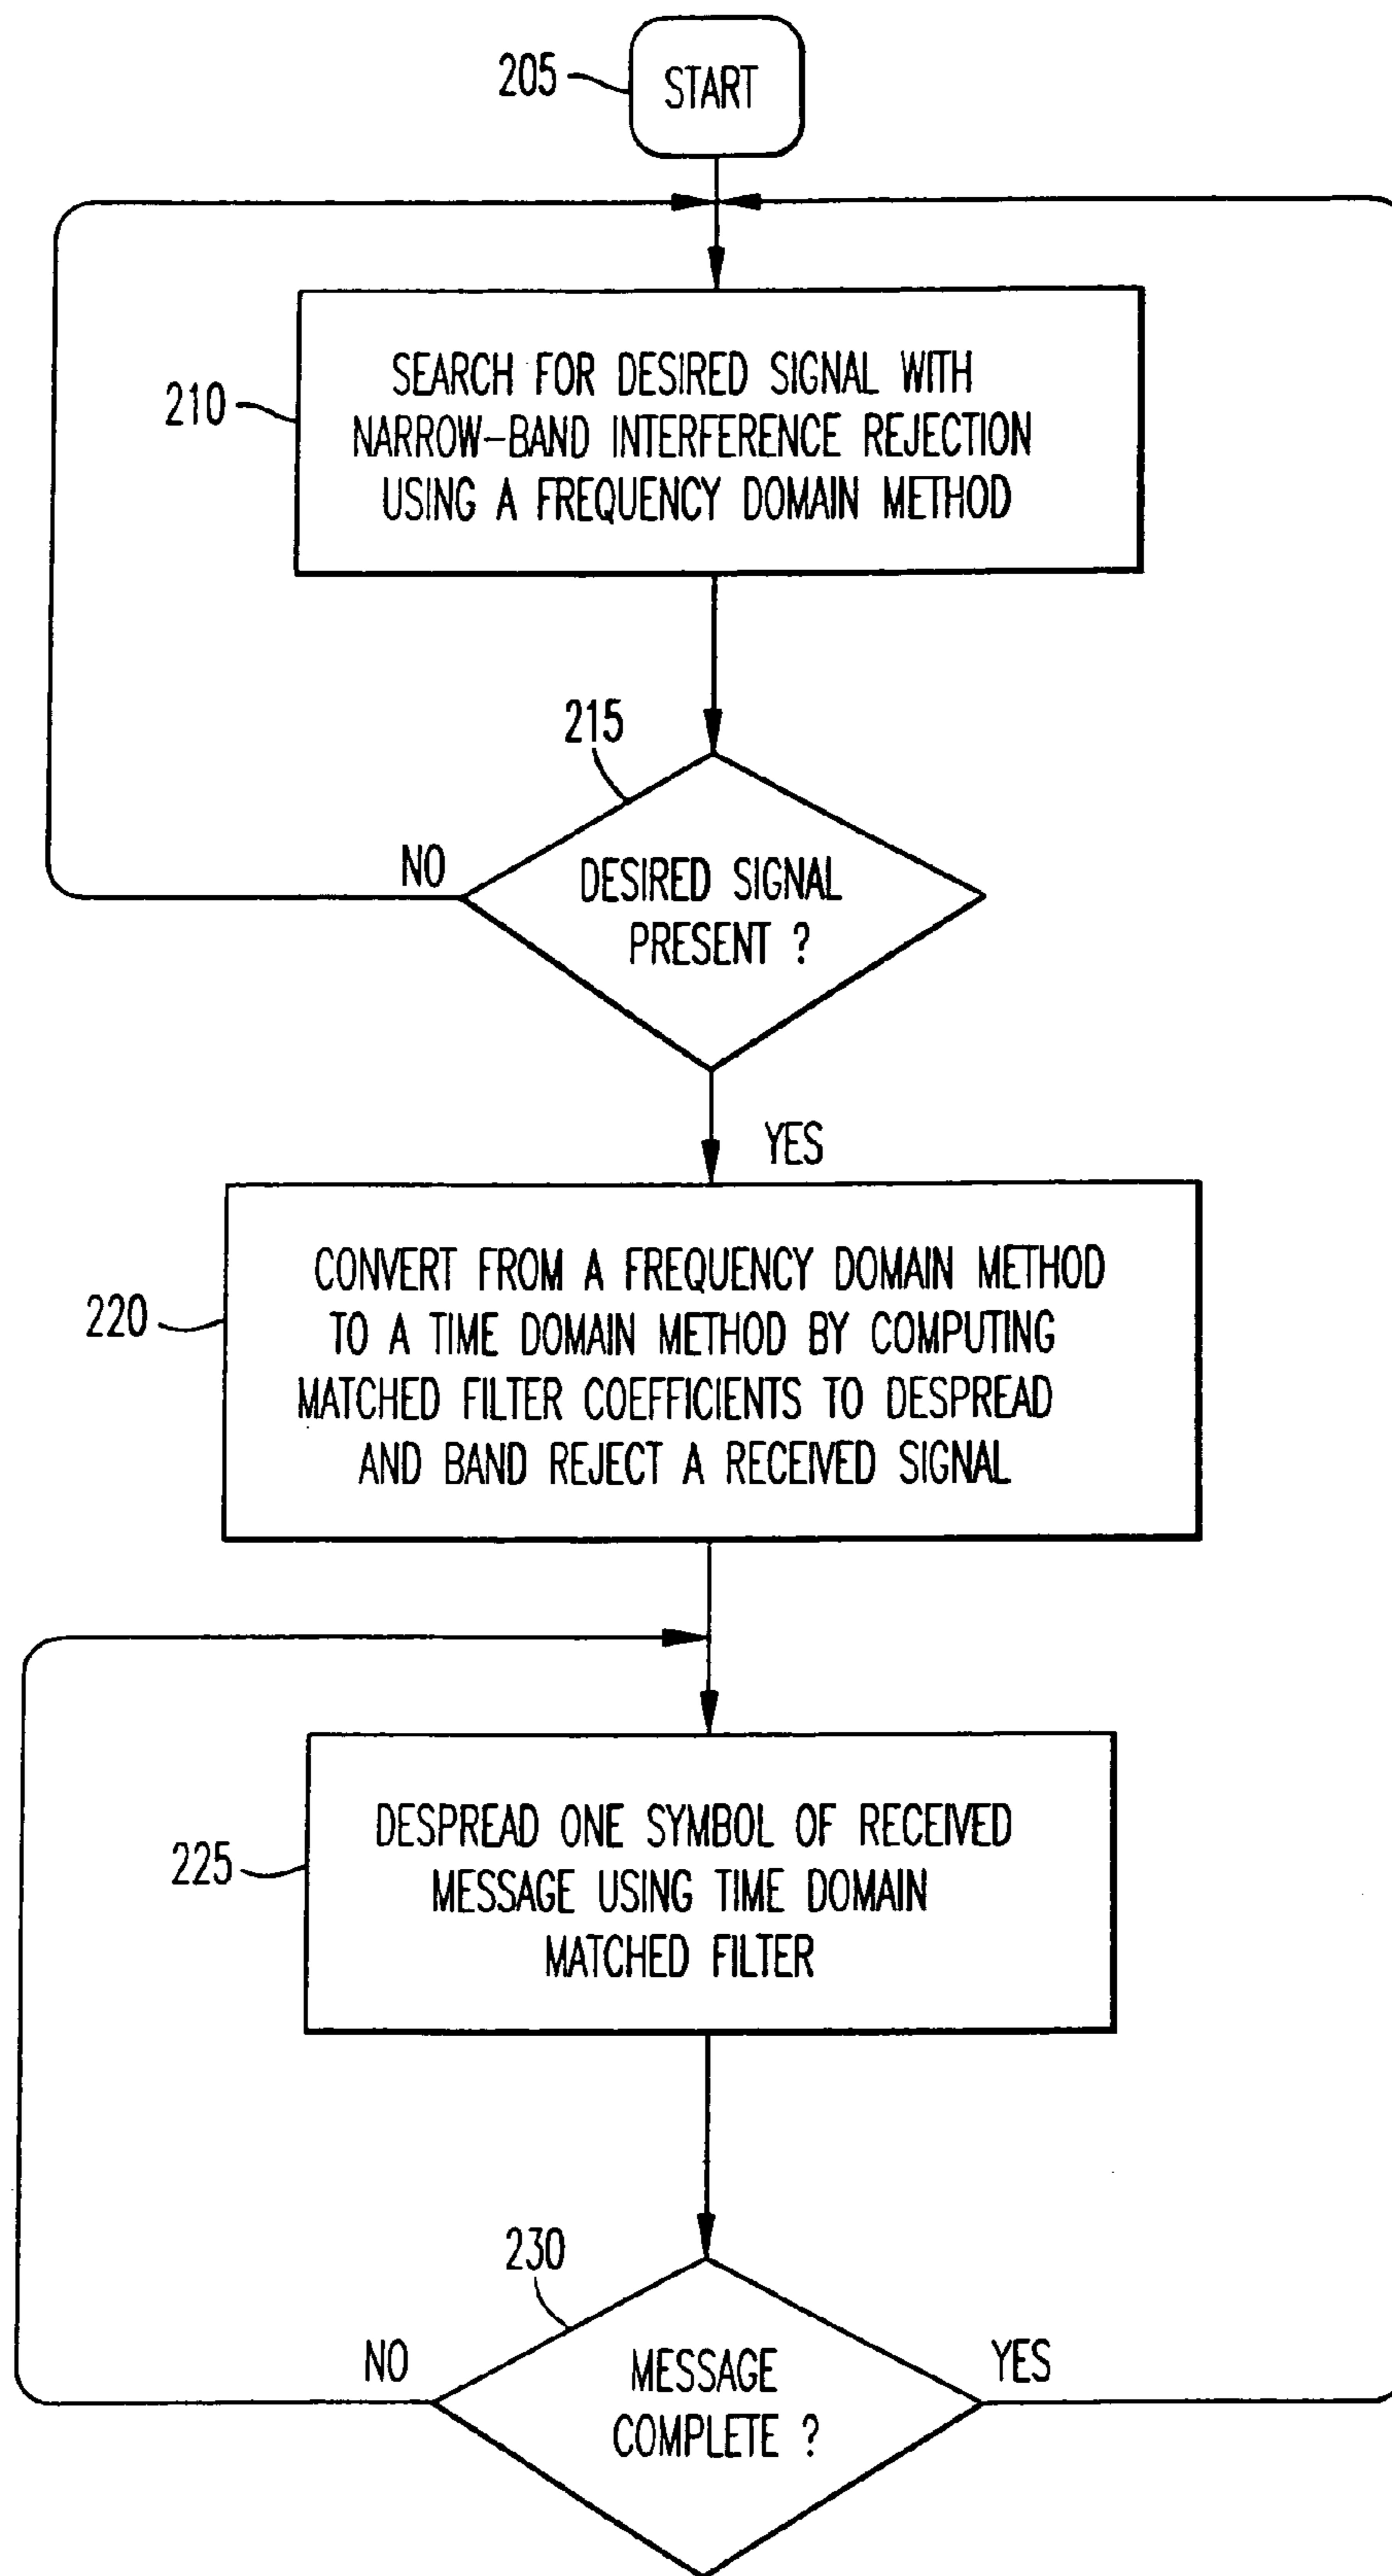 205
START
210
SEARCH FOR DESIRED SIGNAL WITH
NARROW-BAND INTERFERENCE REJECTION
USING A FREQUENCY DOMAIN METHOD
215
NO
DESIRED SIGNAL
PRESENT ?
YES
220
CONVERT FROM A FREQUENCY DOMAIN METHOD
TO A TIME DOMAIN METHOD BY COMPUTING
MATCHED FILTER COEFFICIENTS TO DESPREAD
AND BAND REJECT A RECEIVED SIGNAL
225
DESPREAD ONE SYMBOL OF RECEIVED
MESSAGE USING TIME DOMAIN
MATCHED FILTER
230
NO
MESSAGE
COMPLETE ?
YES